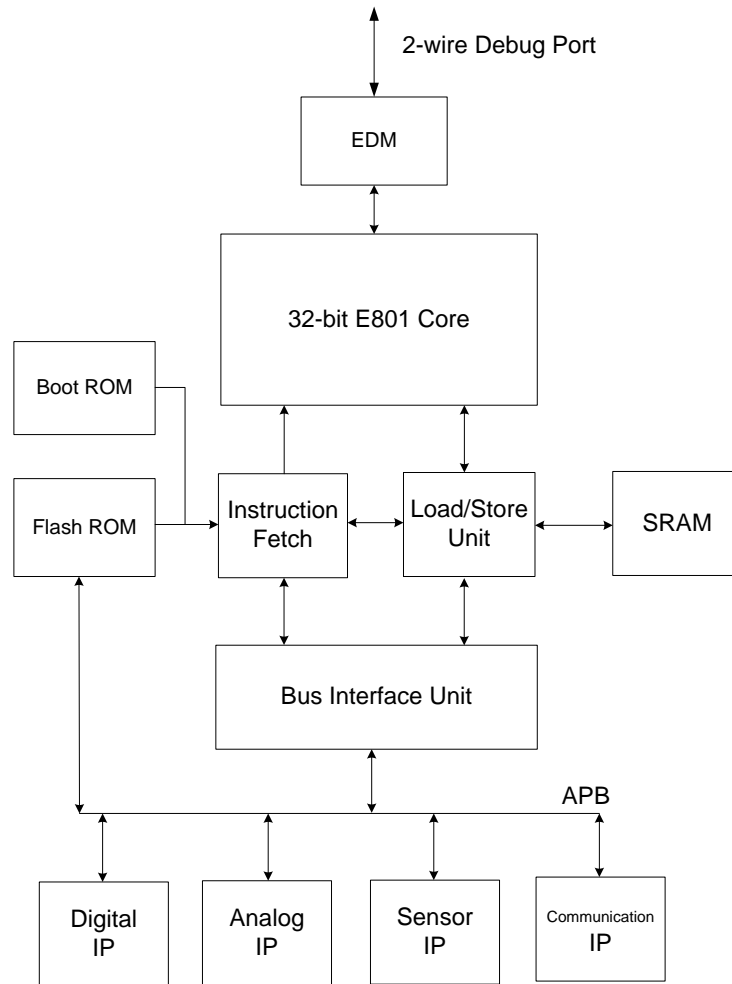 2-wire Debug Port
EDM
32-bit E801 Core
Boot ROM
Flash ROM
Instruction
Fetch
Load/Store
Unit
SRAM
Bus Interface Unit
APB
Digital
IP
Analog
IP
Sensor
IP
Communication
IP